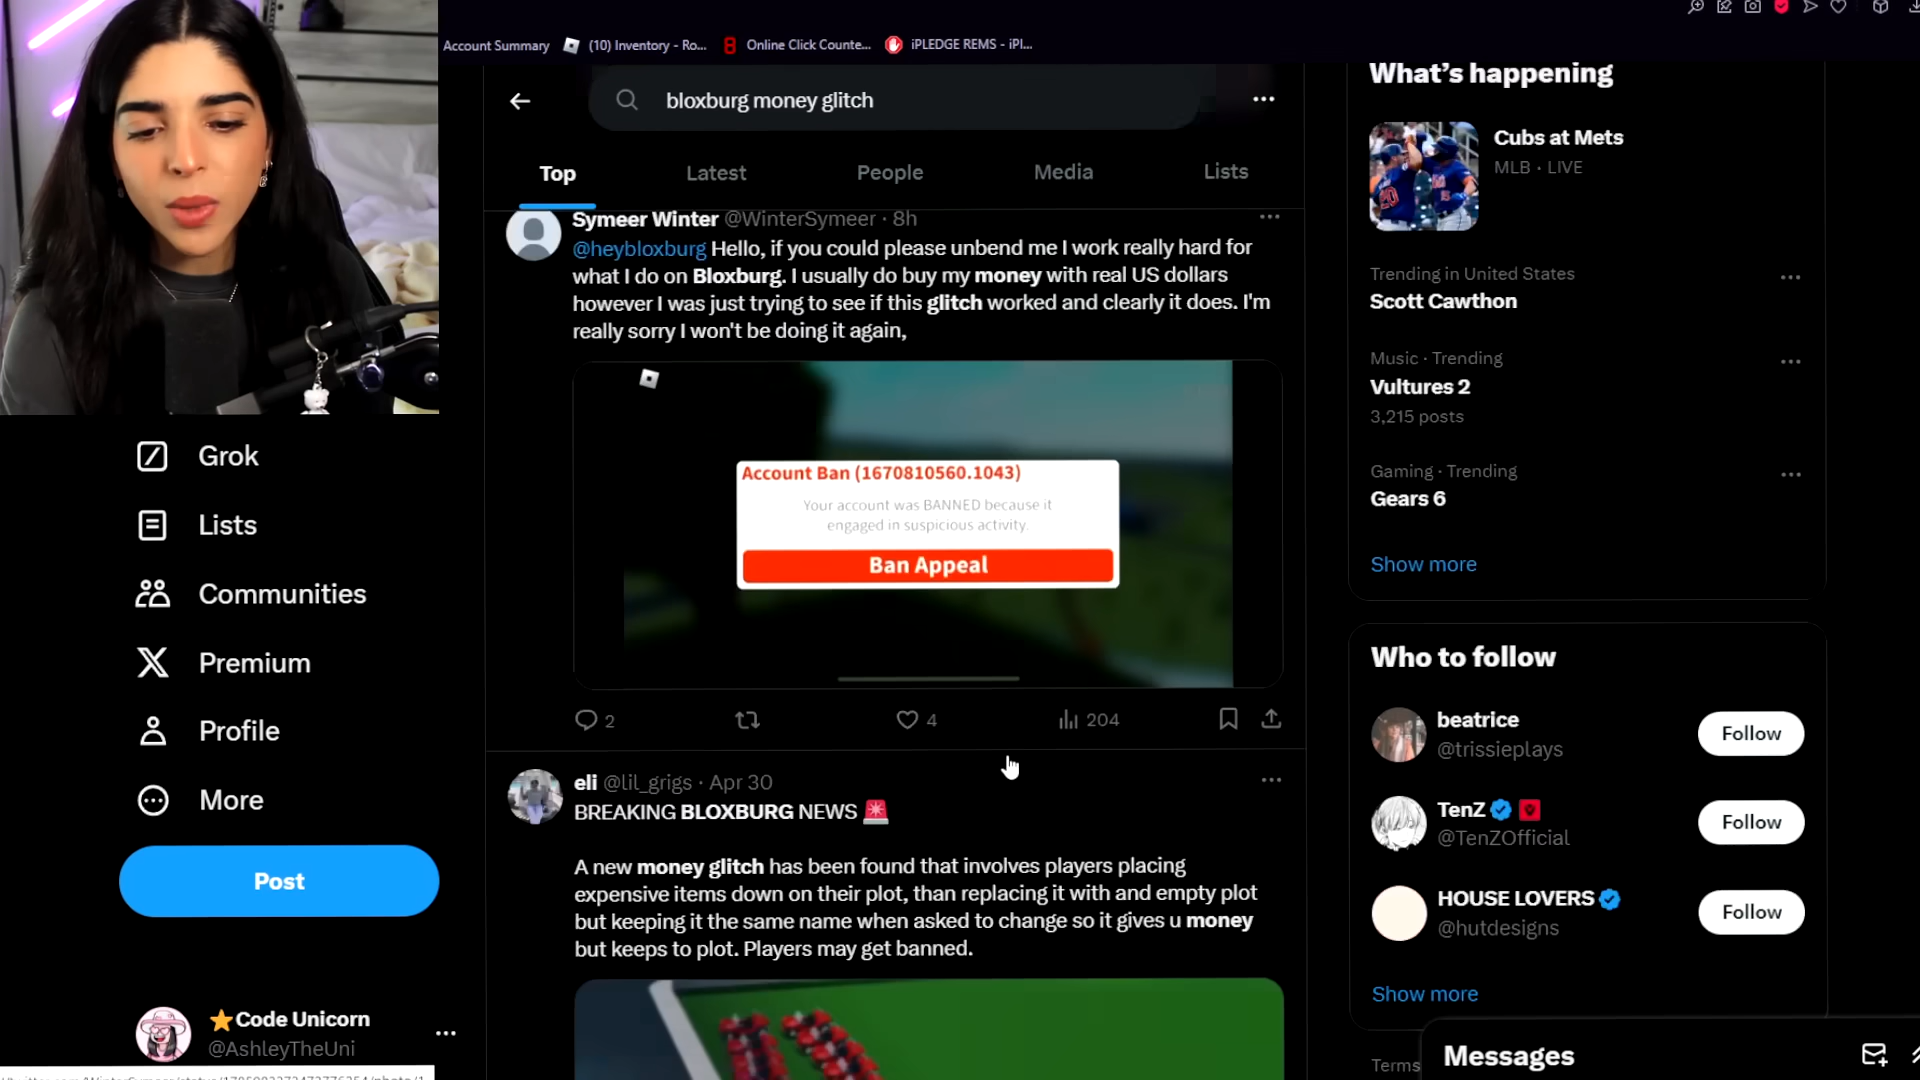 Account Summary
(10) Inventory - Ro...
Online Click Counte...
iPLEDGE REMS - iPl...
bloxburg money glitch
Top
Latest
People
Media
Lists
Symeer Winter @WinterSymeer · 8h
@heybloxburg Hello, if you could please unbend me I work really hard for
what I do on Bloxburg. I usually do buy my money with real US dollars
however I was just trying to see if this glitch worked and clearly it does. I'm
really sorry I won't be doing it again,
Account Ban (1670810560.1043)
Your account was BANNED because it
engaged in suspicious activity.
Ban Appeal
2
4
204
eli @lil_grigs · Apr 30
BREAKING BLOXBURG NEWS
A new money glitch has been found that involves players placing
expensive items down on their plot, than replacing it with and empty plot
but keeping it the same name when asked to change so it gives u money
but keeps to plot. Players may get banned.
Grok
Lists
Communities
Premium
Profile
More
Post
Code Unicorn
@AshleyTheUni
What's happening
Cubs at Mets
MLB · LIVE
Trending in United States
Scott Cawthon
Music · Trending
Vultures 2
3,215 posts
Gaming · Trending
Gears 6
Show more
Who to follow
beatrice
@trissieplays
Follow
TenZ
@TenZOfficial
Follow
HOUSE LOVERS
@hutdesigns
Follow
Show more
Terms
Messages